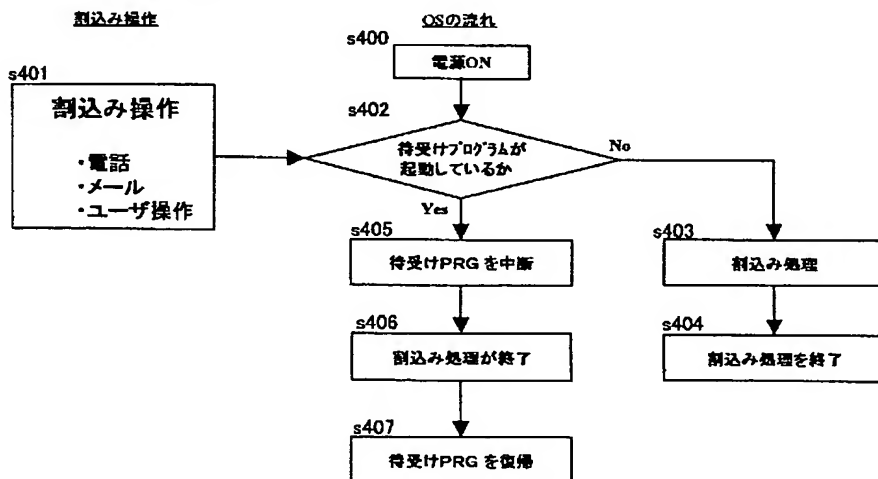 割込み操作
OSの流れ
s400
電源ON
s401
割込み操作
・電話
・メール
・ユーザ操作
s402
待受けプログラムが
起動しているか
No
Yes
s405
待受けPRGを中断
s403
割込み処理
s406
割込み処理が終了
s404
割込み処理を終了
s407
待受けPRGを復帰